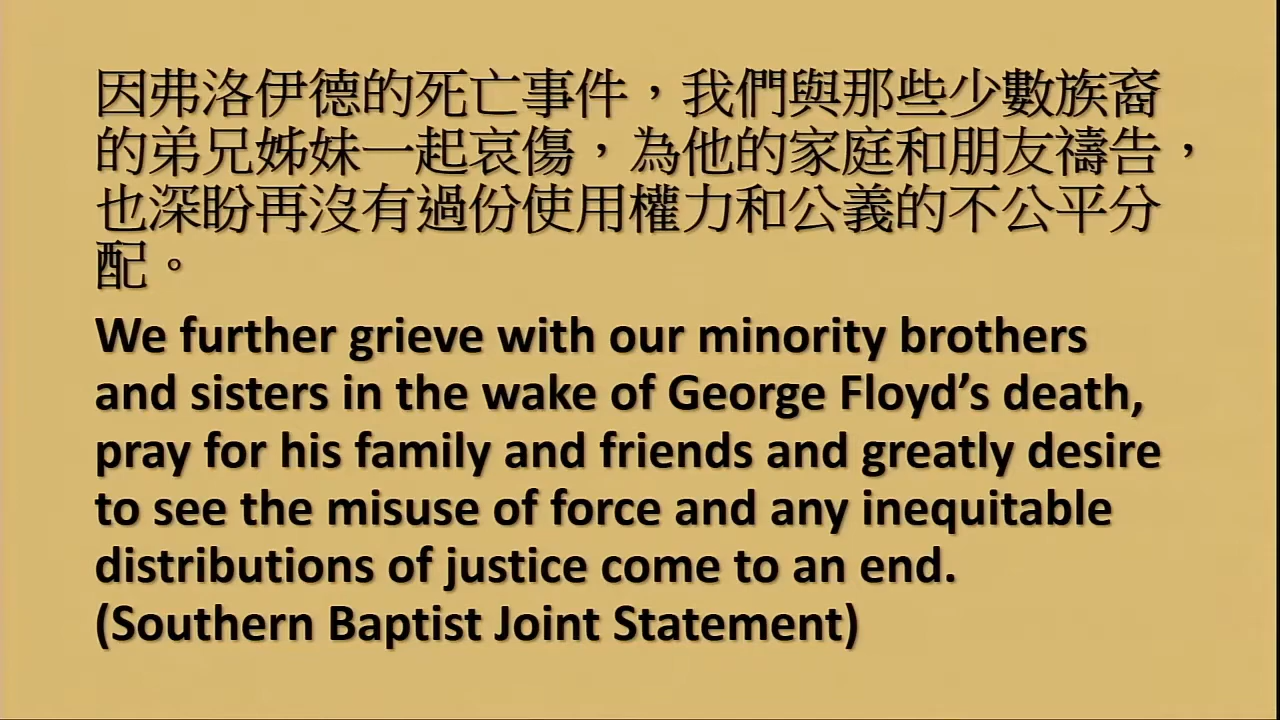 因弗洛伊德的死亡事件，我們與那些少數族裔
的弟兄姊妹一起哀傷，為他的家庭和朋友禱告，
也深盼再沒有過份使用權力和公義的不公平分
配。
We further grieve with our minority brothers
and sisters in the wake of George Floyd’s death,
pray for his family and friends and greatly desire
to see the misuse of force and any inequitable
distributions of justice come to an end.
(Southern Baptist Joint Statement)